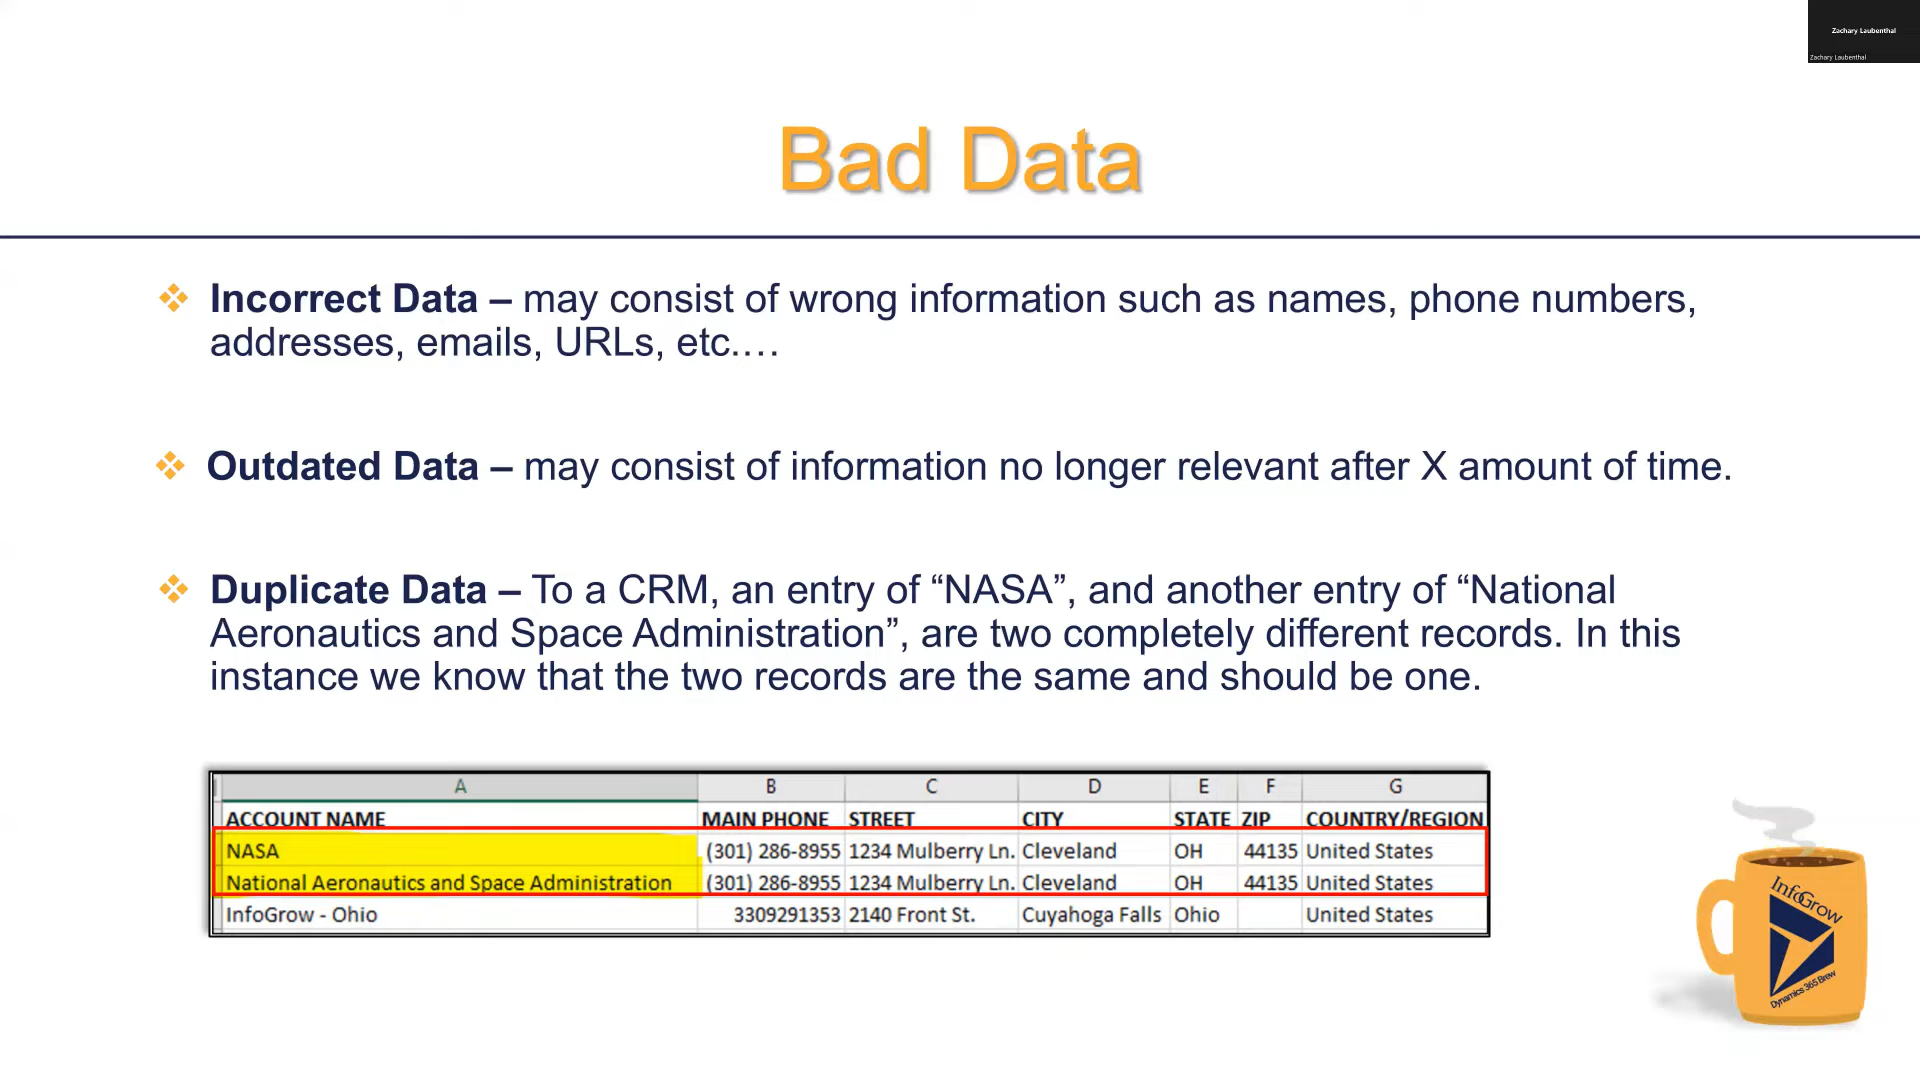 Zachary Laubenthal
Zachary Laubenthal
Bad Data
Incorrect Data – may consist of wrong information such as names, phone numbers,
addresses, emails, URLs, etc.…
Outdated Data – may consist of information no longer relevant after X amount of time.
Duplicate Data – To a CRM, an entry of “NASA”, and another entry of “National
Aeronautics and Space Administration”, are two completely different records. In this
instance we know that the two records are the same and should be one.
A B C D E F G
ACCOUNT NAME MAIN PHONE STREET CITY STATE ZIP COUNTRY/REGION
NASA (301) 286-8955 1234 Mulberry Ln. Cleveland OH 44135 United States
National Aeronautics and Space Administration (301) 286-8955 1234 Mulberry Ln. Cleveland OH 44135 United States
InfoGrow - Ohio 3309291353 2140 Front St. Cuyahoga Falls Ohio United States
InfoGrow
Dynamics 365 Brew